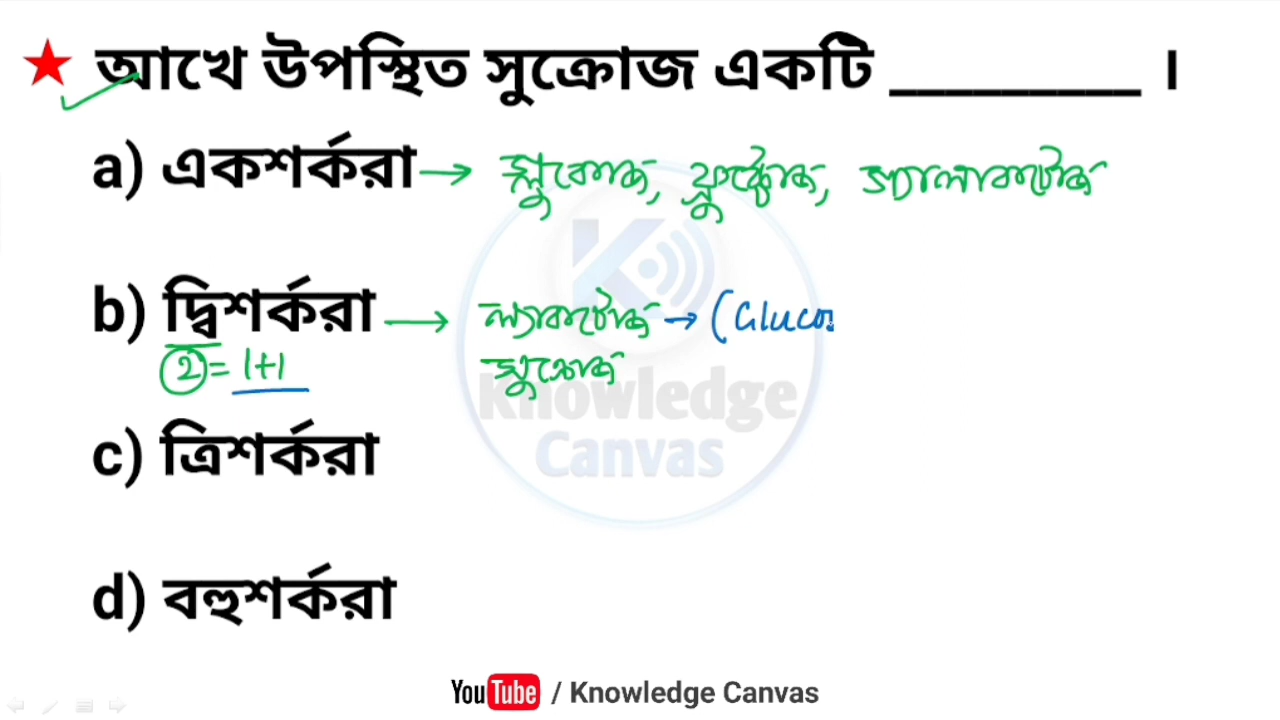 আখে উপস্থিত সুক্রোজ একটি _________ ।
a) একশর্করা → গ্লুকোজ, ফ্রুক্টোজ, গ্যালাকটোজ
b) দ্বিশর্করা → ল্যাকটোজ → (Gluco
2 = 1+1 সুক্রোজ
Knowledge
Canvas
c) ত্রিশর্করা
d) বহুশর্করা
YouTube / Knowledge Canvas